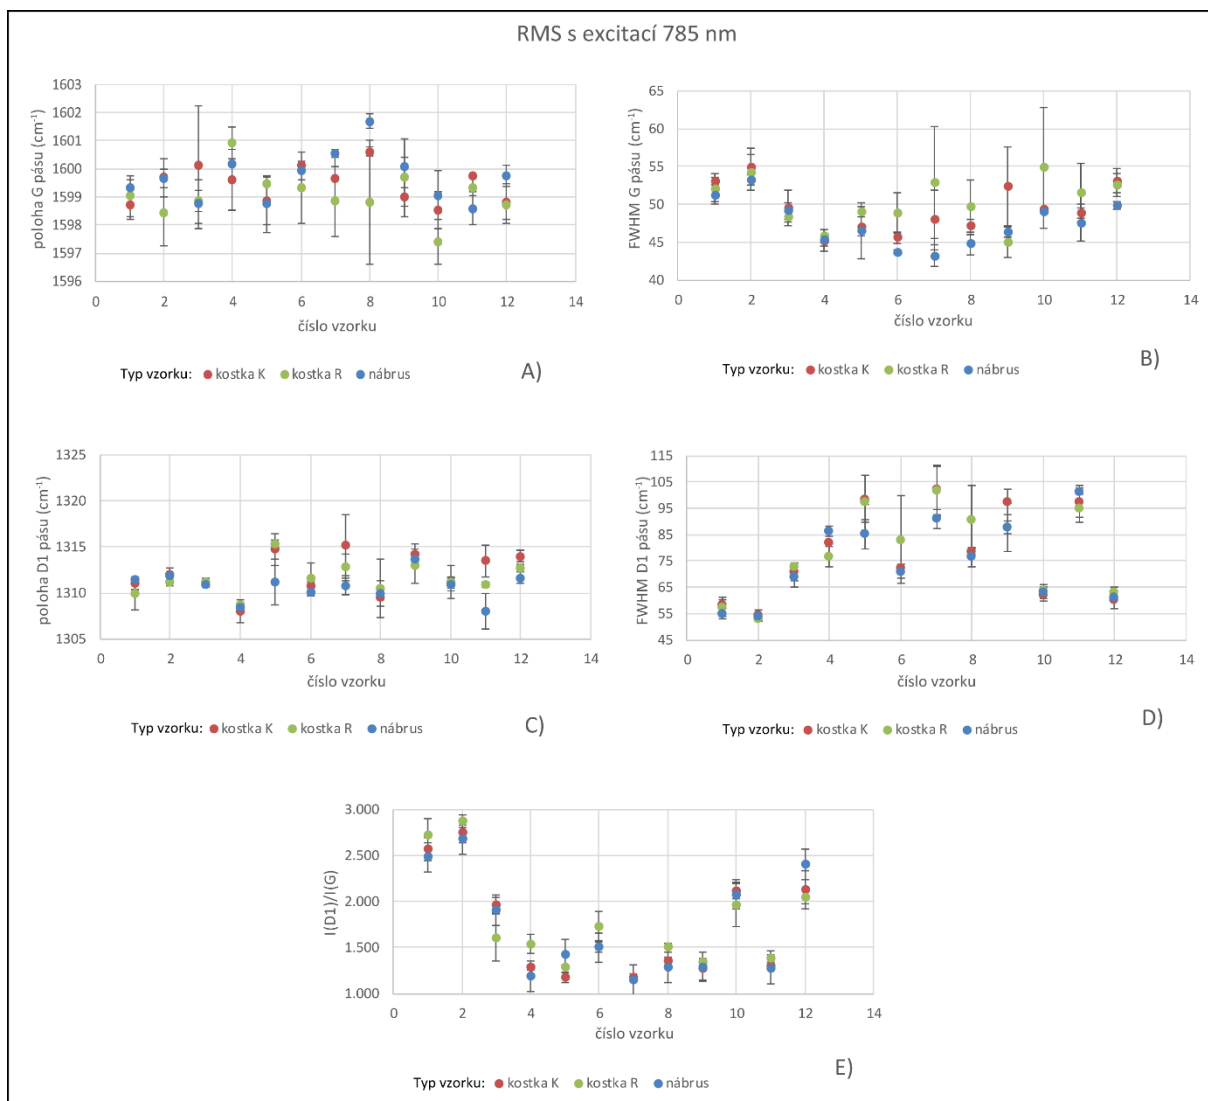 RMS s excitací 785 nm
poloha G pásu (cm⁻¹)
1603
1602
1601
1600
1599
1598
1597
1596
0 2 4 6 8 10 12 14
číslo vzorku
Typ vzorku: kostka K kostka R nábrus
A)
FWHM G pásu (cm⁻¹)
65
60
55
50
45
40
0 2 4 6 8 10 12 14
číslo vzorku
Typ vzorku: kostka K kostka R nábrus
B)
poloha D1 pásu (cm⁻¹)
1325
1320
1315
1310
1305
0 2 4 6 8 10 12 14
číslo vzorku
Typ vzorku: kostka K kostka R nábrus
C)
FWHM D1 pásu (cm⁻¹)
115
105
95
85
75
65
55
45
0 2 4 6 8 10 12 14
číslo vzorku
Typ vzorku: kostka K kostka R nábrus
D)
I(D1)/I(G)
3.000
2.500
2.000
1.500
1.000
0 2 4 6 8 10 12 14
číslo vzorku
Typ vzorku: kostka K kostka R nábrus
E)